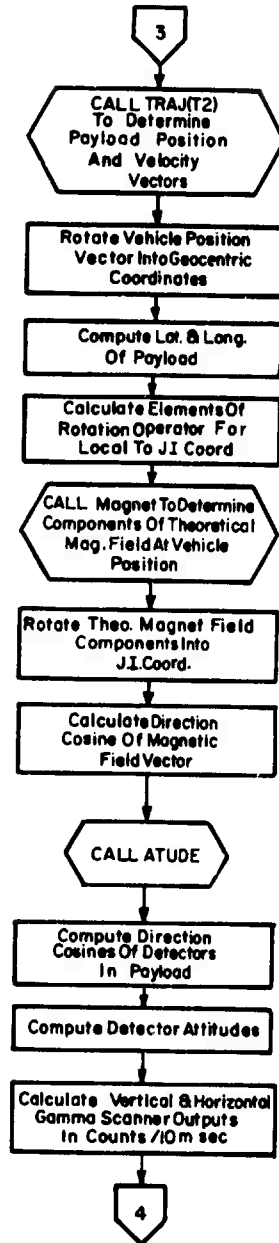 3
CALL TRAJ(T2)
To Determine
Payload Position
And Velocity
Vectors
Rotate Vehicle Position
Vector Into Geocentric
Coordinates
Compute Lat. & Long.
Of Payload
Calculate Elements Of
Rotation Operator For
Local To J.I Coord
CALL Magnet To Determine
Components Of Theoretical
Mag. Field At Vehicle
Position
Rotate Theo. Magnet Field
Components Into
J.I. Coord.
Calculate Direction
Cosine Of Magnetic
Field Vector
CALL ATUDE
Compute Direction
Cosines Of Detectors
In Payload
Compute Detector Attitudes
Calculate Vertical & Horizontal
Gamma Scanner Outputs
In Counts /10 m sec
4